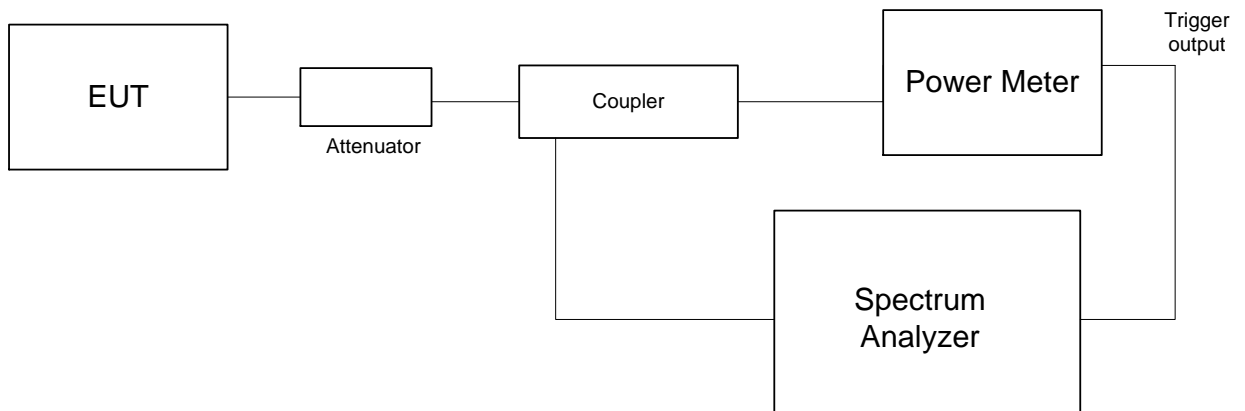 EUT
Attenuator
Coupler
Power Meter
Trigger
output
Spectrum
Analyzer